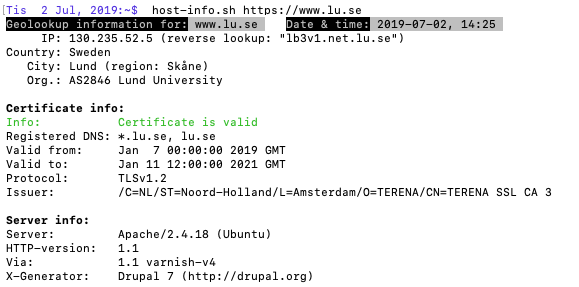 [Tis  2 Jul, 2019:~$  host-info.sh https://www.lu.se
Geolookup information for: www.lu.se   Date & time: 2019-07-02, 14:25
IP: 130.235.52.5 (reverse lookup: "lb3v1.net.lu.se")
Country: Sweden
City: Lund (region: Skåne)
Org.: AS2846 Lund University
Certificate info:
Info: Certificate is valid
Registered DNS: *.lu.se, lu.se
Valid from: Jan  7 00:00:00 2019 GMT
Valid to: Jan 11 12:00:00 2021 GMT
Protocol: TLSv1.2
Issuer: /C=NL/ST=Noord-Holland/L=Amsterdam/O=TERENA/CN=TERENA SSL CA 3
Server info:
Server: Apache/2.4.18 (Ubuntu)
HTTP-version: 1.1
Via: 1.1 varnish-v4
X-Generator: Drupal 7 (http://drupal.org)